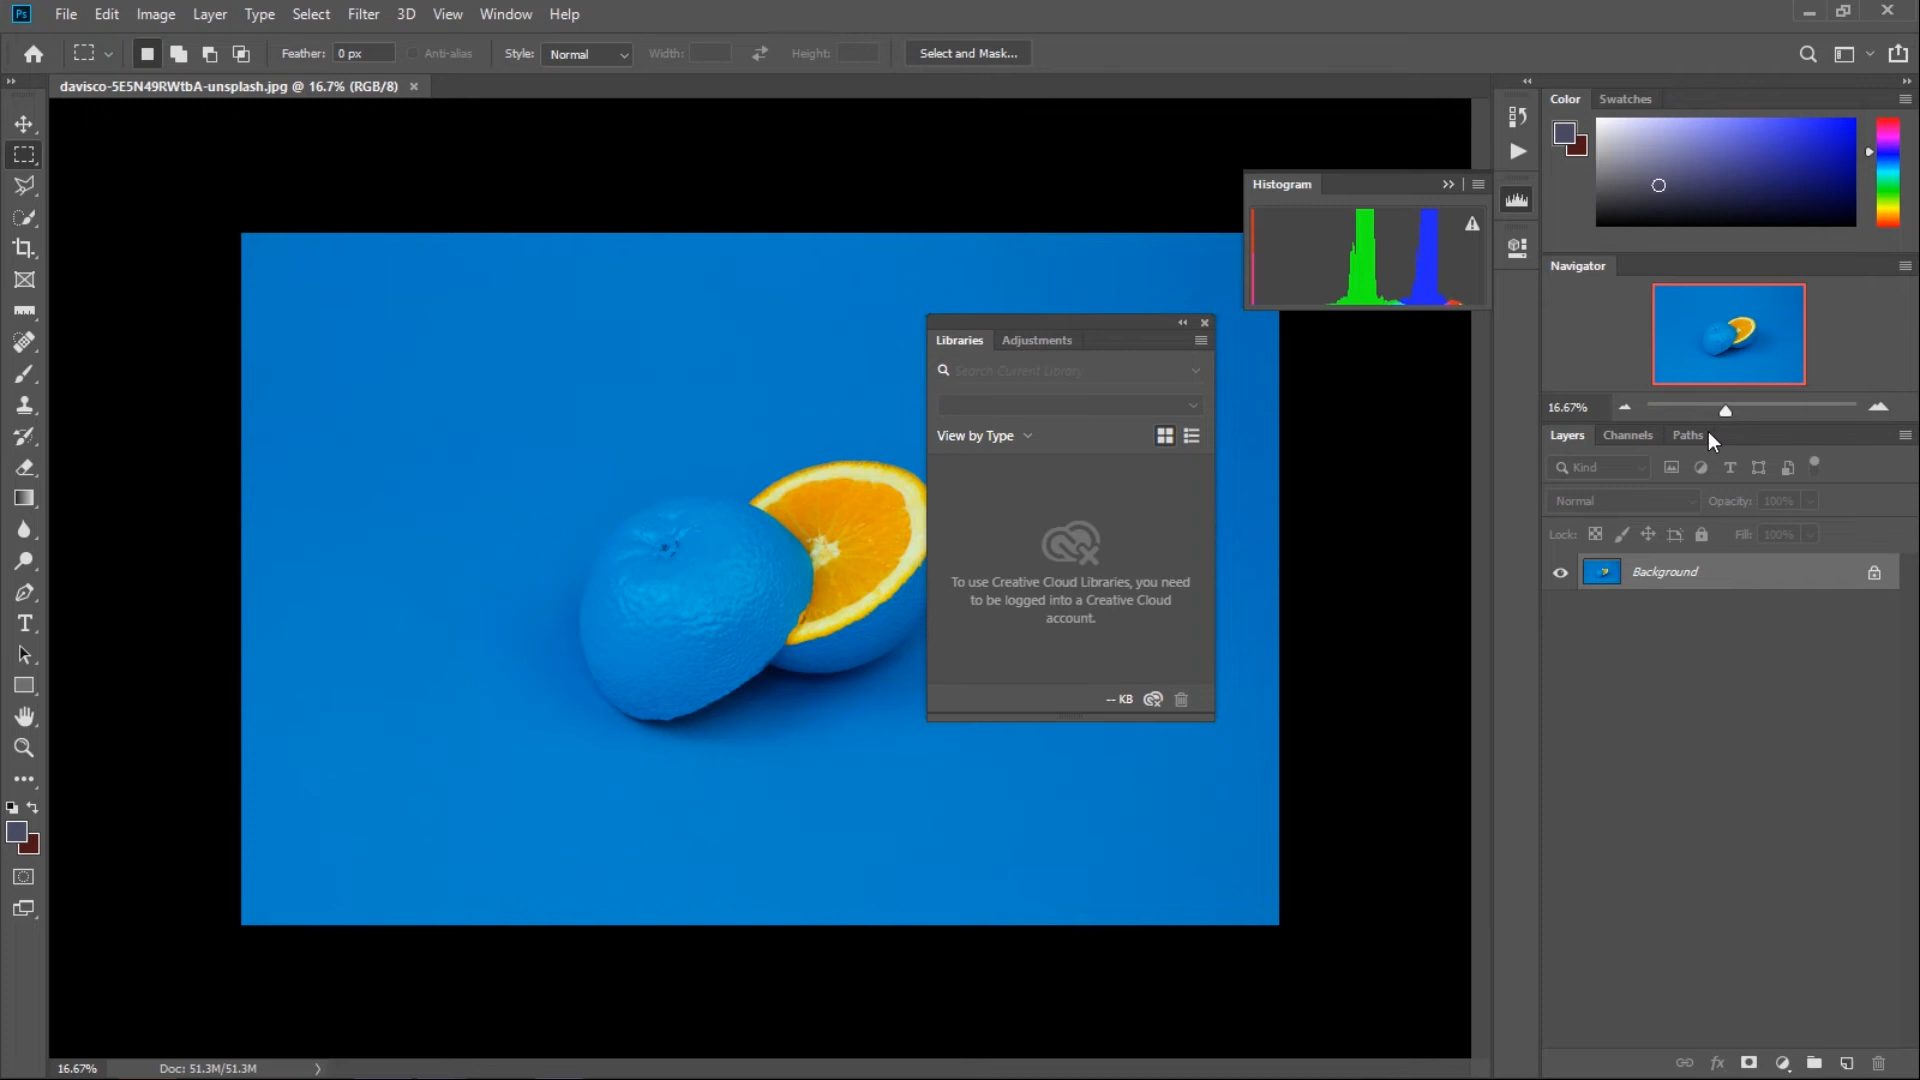 Ps File Edit Image Layer Type Select Filter 3D View Window Help
Feather: 0 px Anti-alias Style: Normal Width: Height: Select and Mask...
davisco-5E5N49RWtbA-unsplash.jpg @ 16.7% (RGB/8)
Color Swatches
Histogram
Navigator
Libraries Adjustments
Search Current Library
View by Type
To use Creative Cloud Libraries, you need
to be logged into a Creative Cloud
account.
-- KB
16.67%
Layers Channels Paths
Kind
Normal Opacity: 100%
Lock: Fill: 100%
Background
fx
16.67% Doc: 51.3M/51.3M